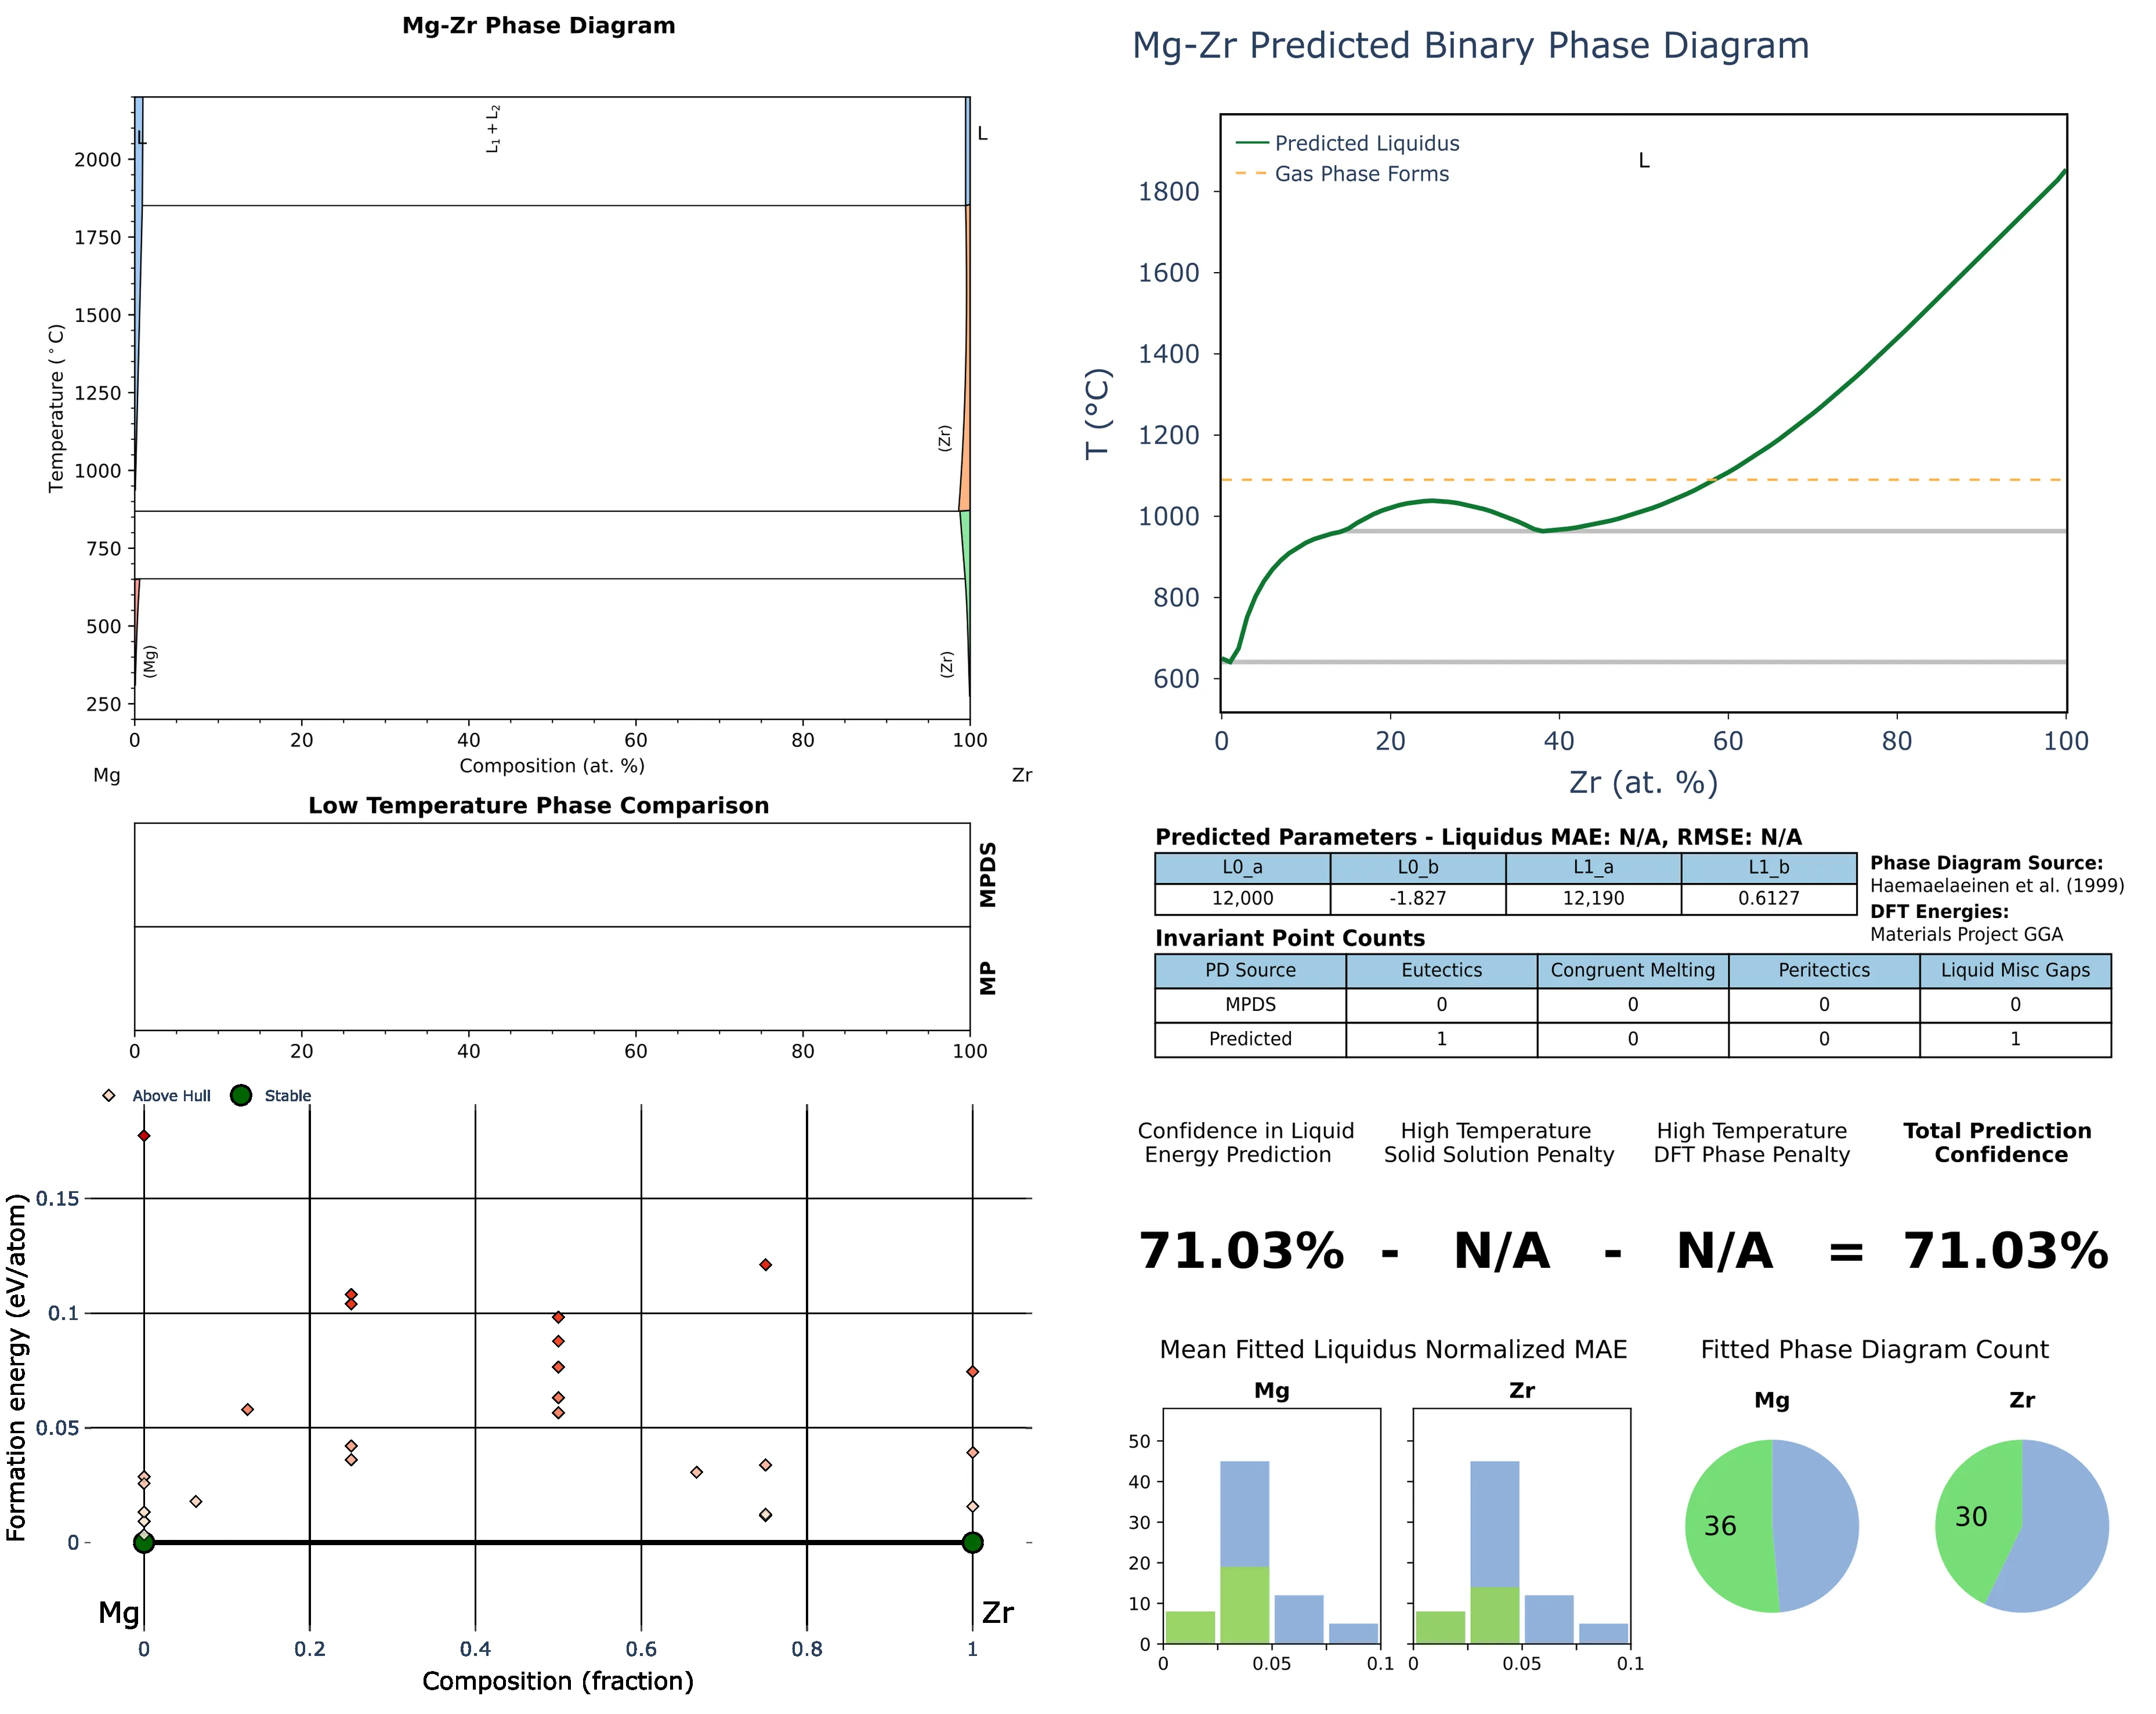 Mg-Zr Phase Diagram
L
L₁ + L₂
L
2000
1750
1500
1250
1000
750
500
250
Temperature (°C)
(Zr)
(Mg)
(Zr)
0 20 40 60 80 100
Composition (at. %)
Mg Zr
Low Temperature Phase Comparison
MPDS
MP
0 20 40 60 80 100
Above Hull Stable
0.15
0.1
0.05
0
Formation energy (eV/atom)
Mg Zr
0 0.2 0.4 0.6 0.8 1
Composition (fraction)
Mg-Zr Predicted Binary Phase Diagram
Predicted Liquidus
Gas Phase Forms
L
1800
1600
1400
1200
1000
800
600
T (°C)
0 20 40 60 80 100
Zr (at. %)
Predicted Parameters - Liquidus MAE: N/A, RMSE: N/A
L0_a L0_b L1_a L1_b
12,000 -1.827 12,190 0.6127
Phase Diagram Source:
Haemaelaeinen et al. (1999)
DFT Energies:
Materials Project GGA
Invariant Point Counts
PD Source Eutectics Congruent Melting Peritectics Liquid Misc Gaps
MPDS 0 0 0 0
Predicted 1 0 0 1
Confidence in Liquid
Energy Prediction
High Temperature
Solid Solution Penalty
High Temperature
DFT Phase Penalty
Total Prediction
Confidence
71.03% - N/A - N/A = 71.03%
Mean Fitted Liquidus Normalized MAE
Mg Zr
50
40
30
20
10
0
0 0.05 0.1 0 0.05 0.1
Fitted Phase Diagram Count
Mg Zr
36 30